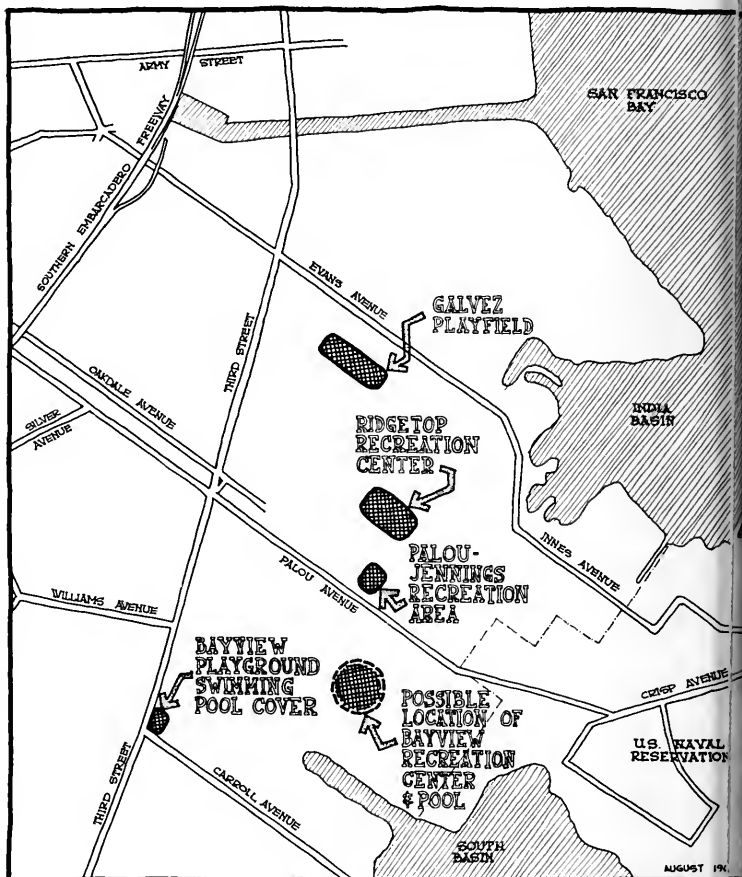 ARMY STREET
SAN FRANCISCO
BAY
SOUTHERN EMBARCADERO FREEWAY
EVANS AVENUE
GALVEZ
PLAYFIELD
THIRD STREET
OAKDALE AVENUE
SILVER
AVENUE
INDIA
BASIN
RIDGETOP
RECREATION
CENTER
INNES AVENUE
PALOU-
JENNINGS
RECREATION
AREA
PALOU AVENUE
WILLIAMS AVENUE
BAYVIEW
PLAYGROUND
SWIMMING
POOL COVER
POSSIBLE
LOCATION OF
BAYVIEW
RECREATION
CENTER
& POOL
CRISP AVENUE
U.S. NAVAL
RESERVATION
THIRD STREET
CARROLL AVENUE
SOUTH
BASIN
AUGUST